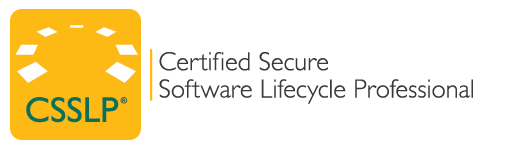 CSSLP®
Certified Secure
Software Lifecycle Professional